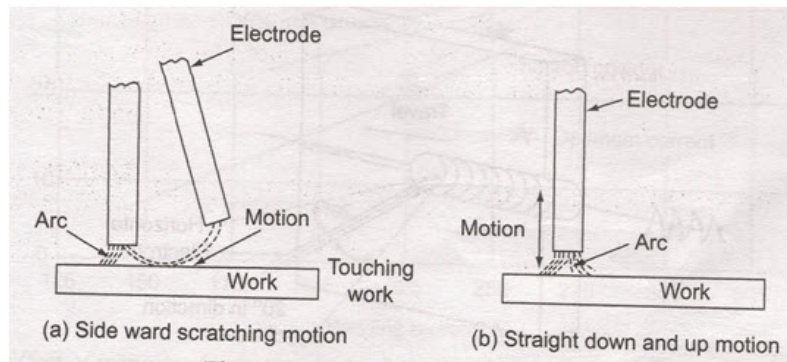 Electrode
Arc
Motion
Work
Touching
work
(a) Side ward scratching motion
Electrode
Motion
Arc
Work
(b) Straight down and up motion